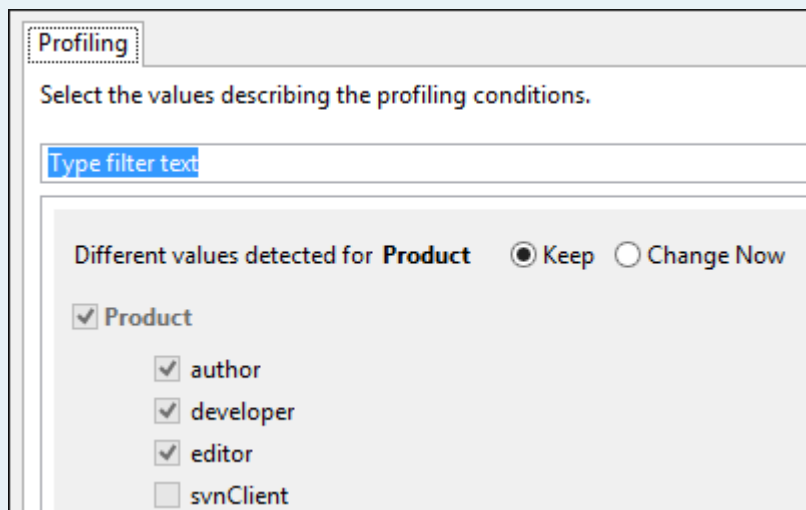 Profiling
Select the values describing the profiling conditions.
Type filter text
Different values detected for Product Keep Change Now
Product
author
developer
editor
svnClient